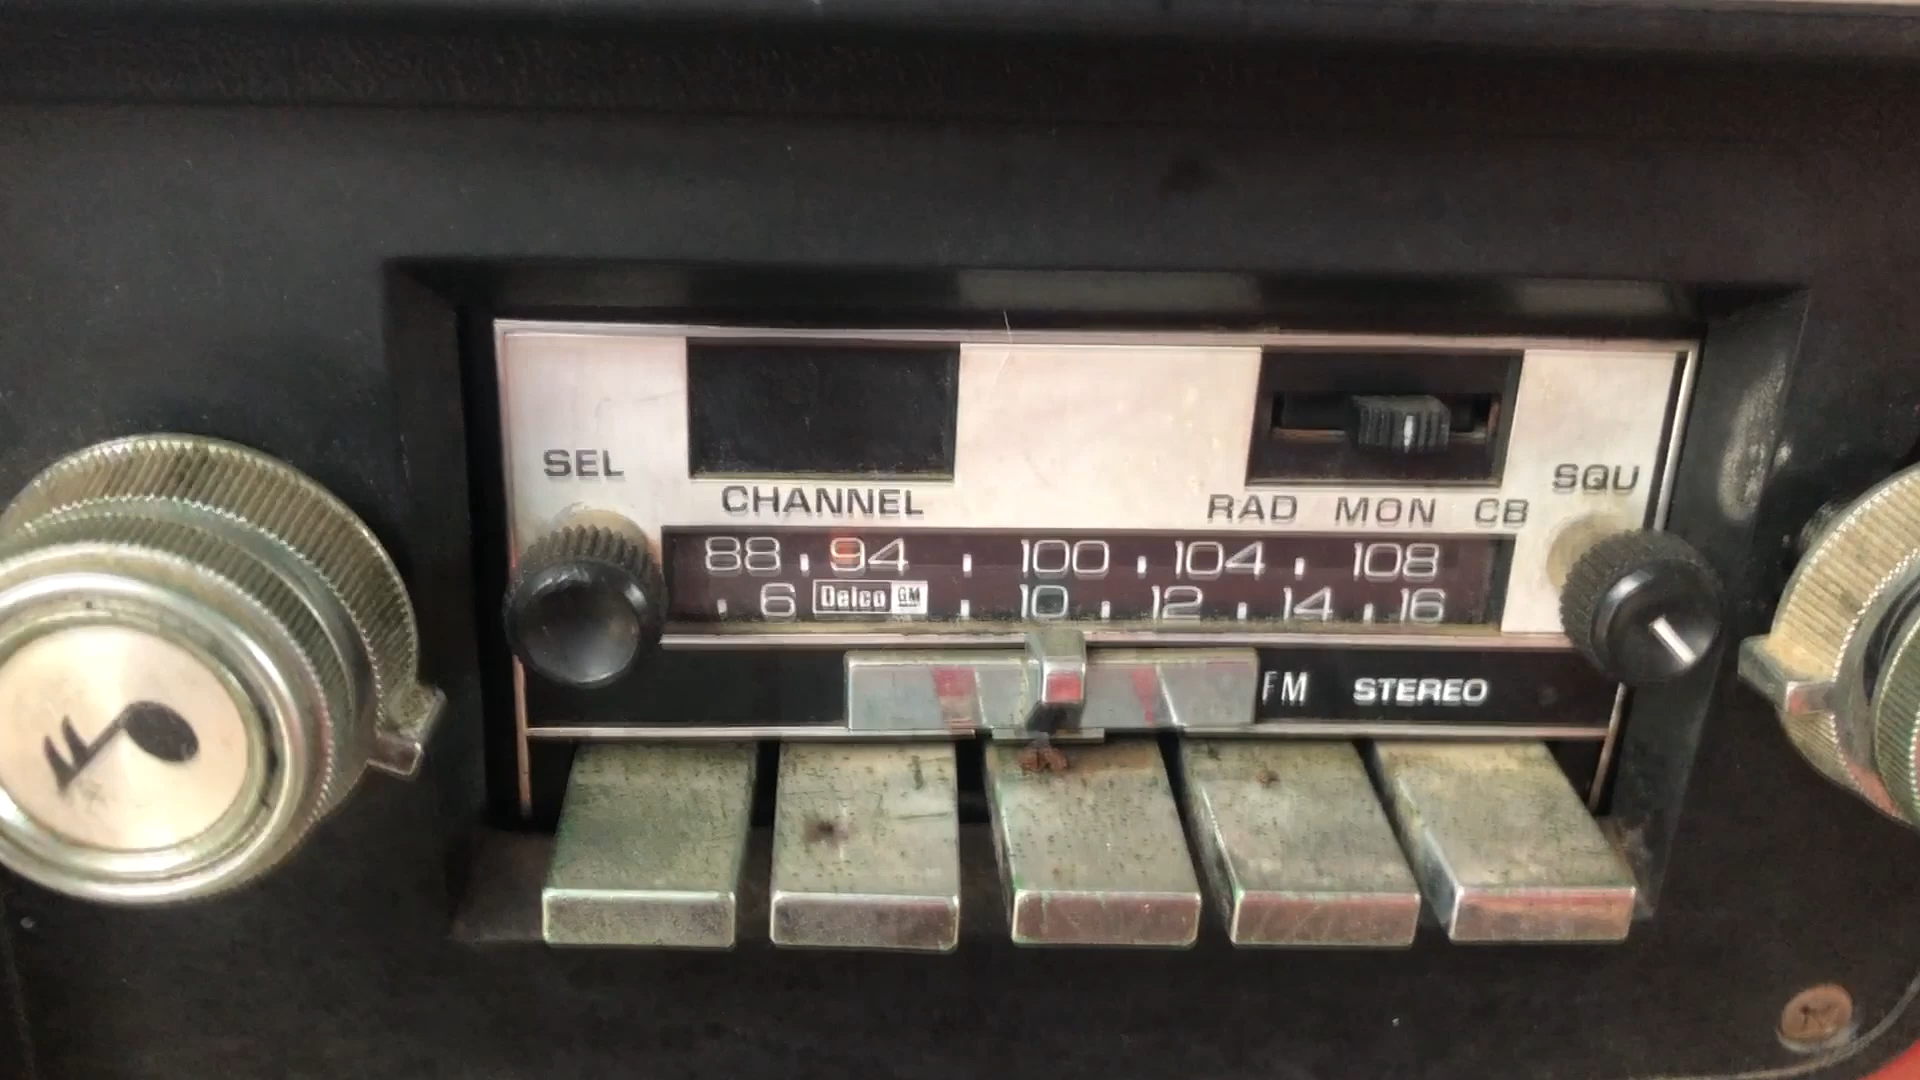 SEL
SQU
CHANNEL
RAD MON CB
88 94 100 104 108
6 Delco GM 10 12 14 16
FM STEREO